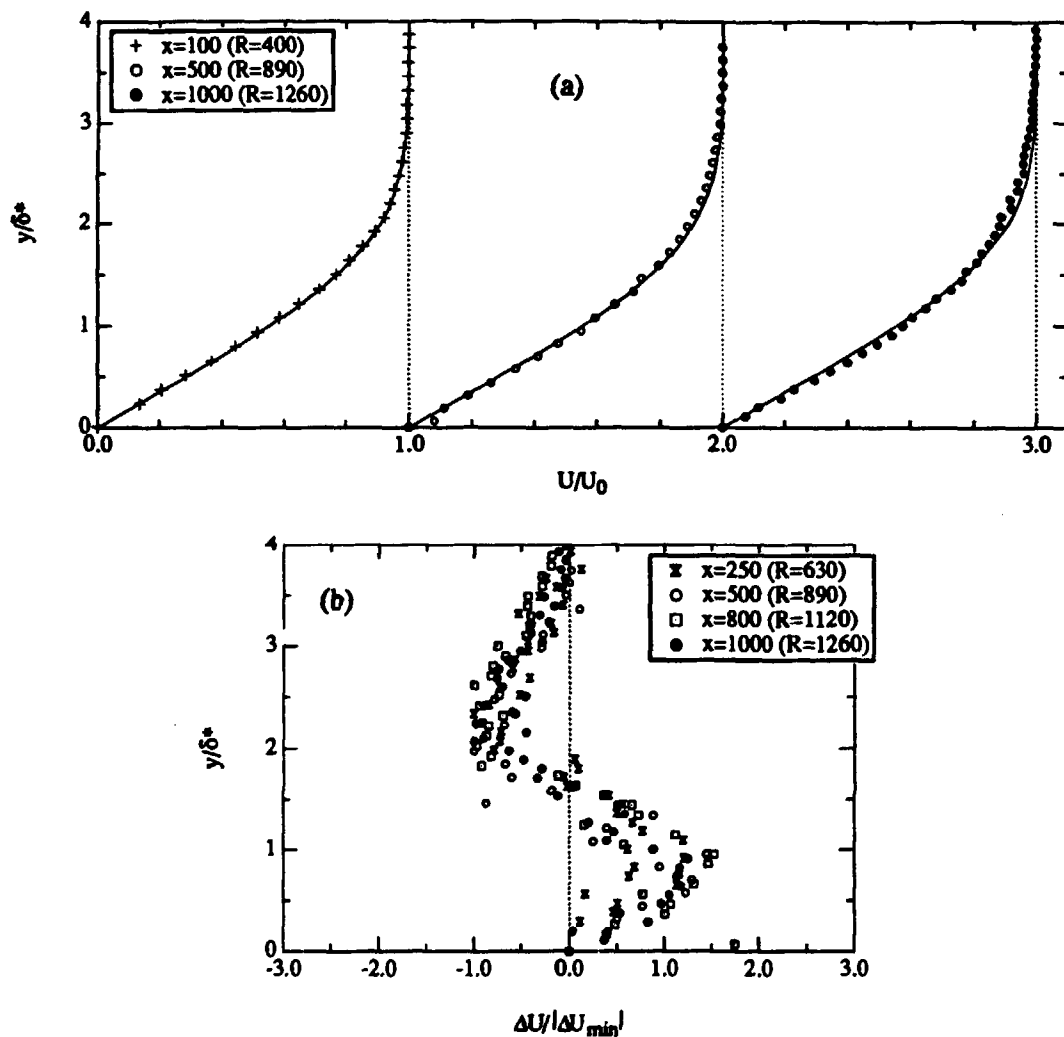 4
3
2
1
0
y/δ*
+ x=100 (R=400)
o x=500 (R=890)
● x=1000 (R=1260)
(a)
0.0 1.0 2.0 3.0
U/U₀
4
3
2
1
0
y/δ*
(b)
x=250 (R=630)
o x=500 (R=890)
□ x=800 (R=1120)
● x=1000 (R=1260)
-3.0 -2.0 -1.0 0.0 1.0 2.0 3.0
ΔU/|ΔU_min|